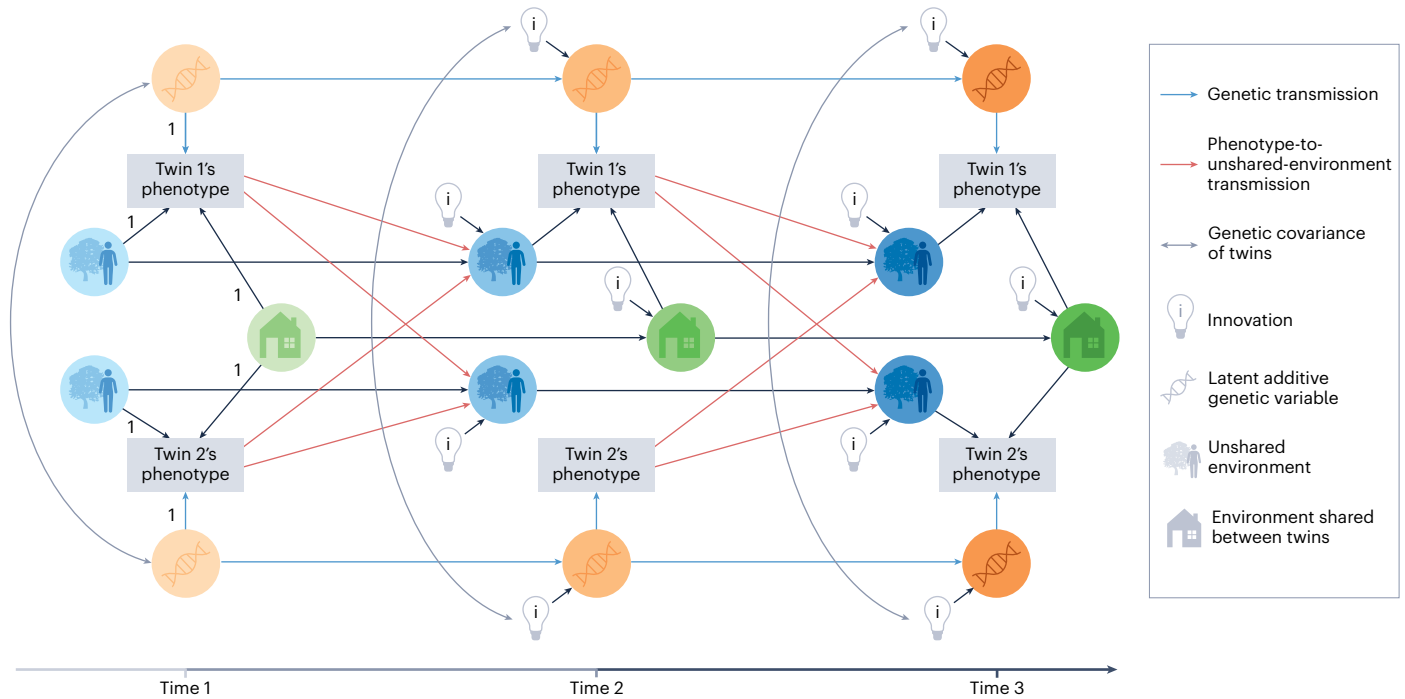 i
i
1
Twin 1's
phenotype
Twin 1's
phenotype
Twin 1's
phenotype
1
i
i
1
i
i
1
1
i
i
Twin 2's
phenotype
Twin 2's
phenotype
Twin 2's
phenotype
1
i
i
Time 1
Time 2
Time 3
Genetic transmission
Phenotype-to-
unshared-environment
transmission
Genetic covariance
of twins
i
Innovation
Latent additive
genetic variable
Unshared
environment
Environment shared
between twins